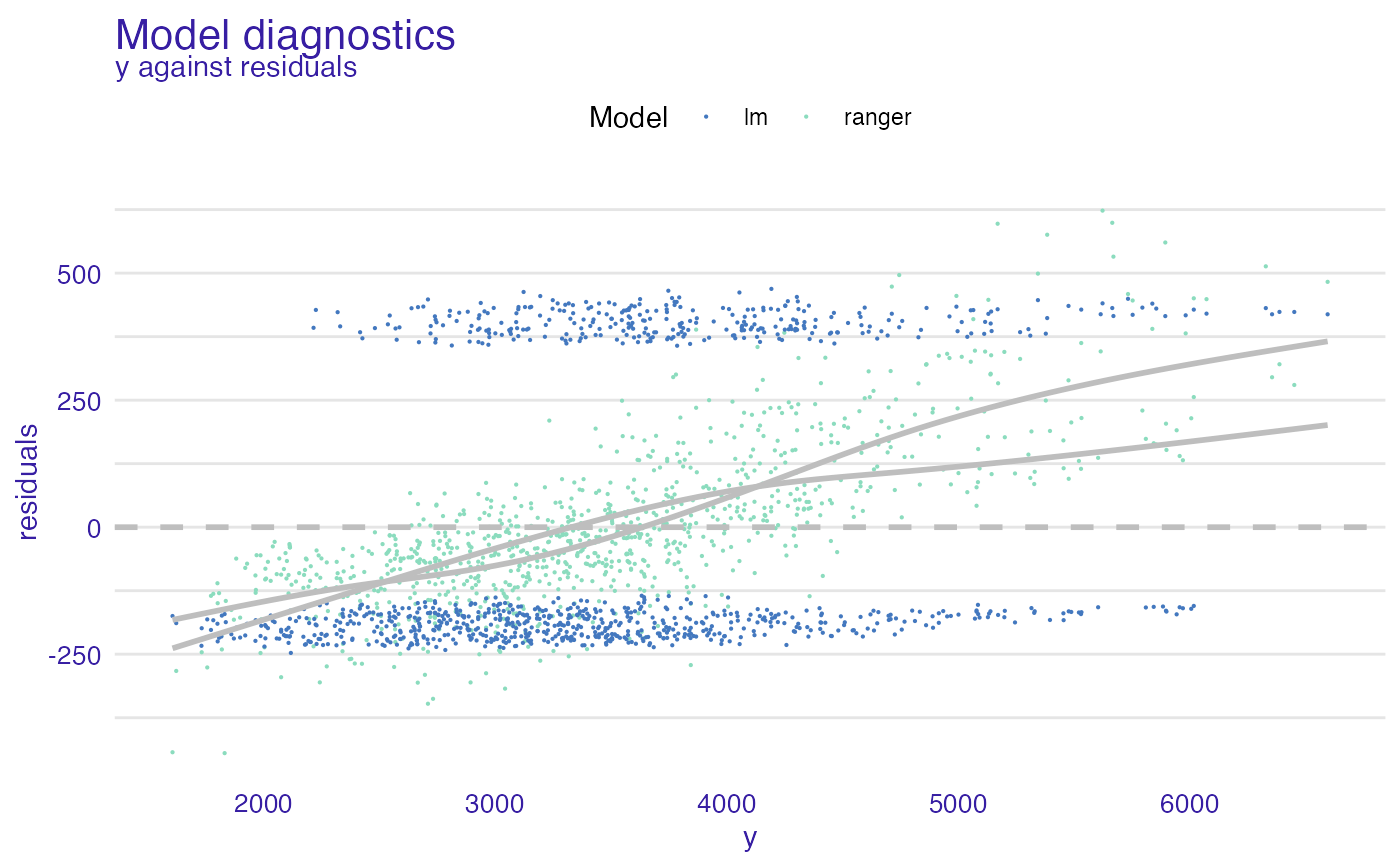 Model diagnostics
y against residuals
Model lm ranger
residuals
500
250
0
-250
2000 3000 4000 5000 6000
y